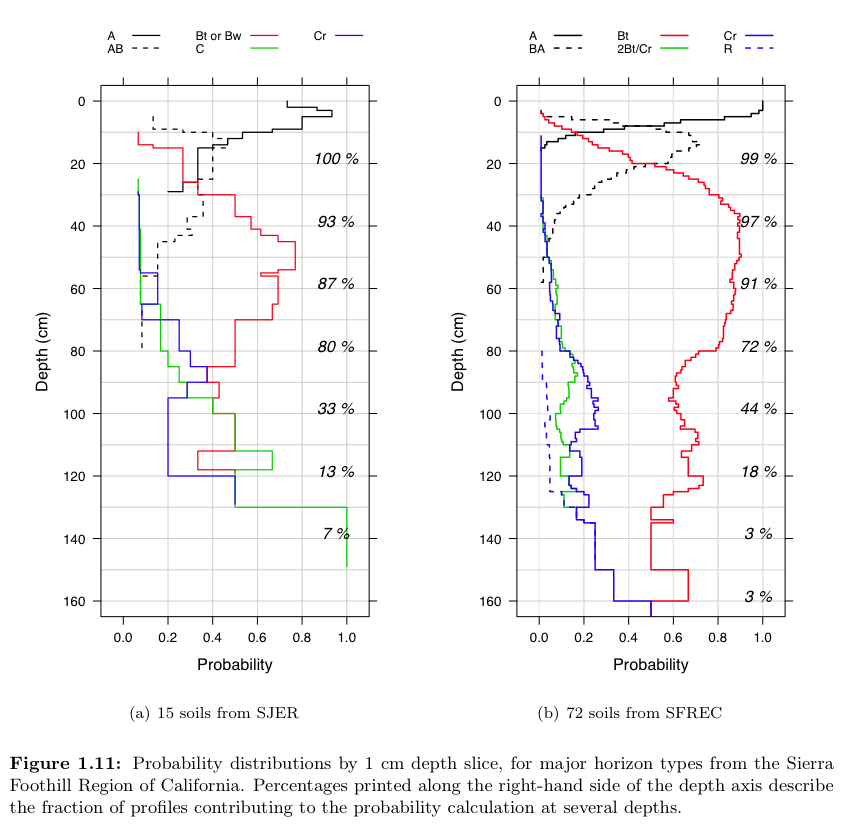 A Bt or Bw Cr
AB C
0
20
40
60
80
100
120
140
160
Depth (cm)
100 %
93 %
87 %
80 %
33 %
13 %
7 %
0.0 0.2 0.4 0.6 0.8 1.0
Probability
(a) 15 soils from SJER
A Bt Cr
BA 2Bt/Cr R
0
20
40
60
80
100
120
140
160
Depth (cm)
99 %
97 %
91 %
72 %
44 %
18 %
3 %
3 %
0.0 0.2 0.4 0.6 0.8 1.0
Probability
(b) 72 soils from SFREC
Figure 1.11: Probability distributions by 1 cm depth slice, for major horizon types from the Sierra
Foothill Region of California. Percentages printed along the right-hand side of the depth axis describe
the fraction of profiles contributing to the probability calculation at several depths.